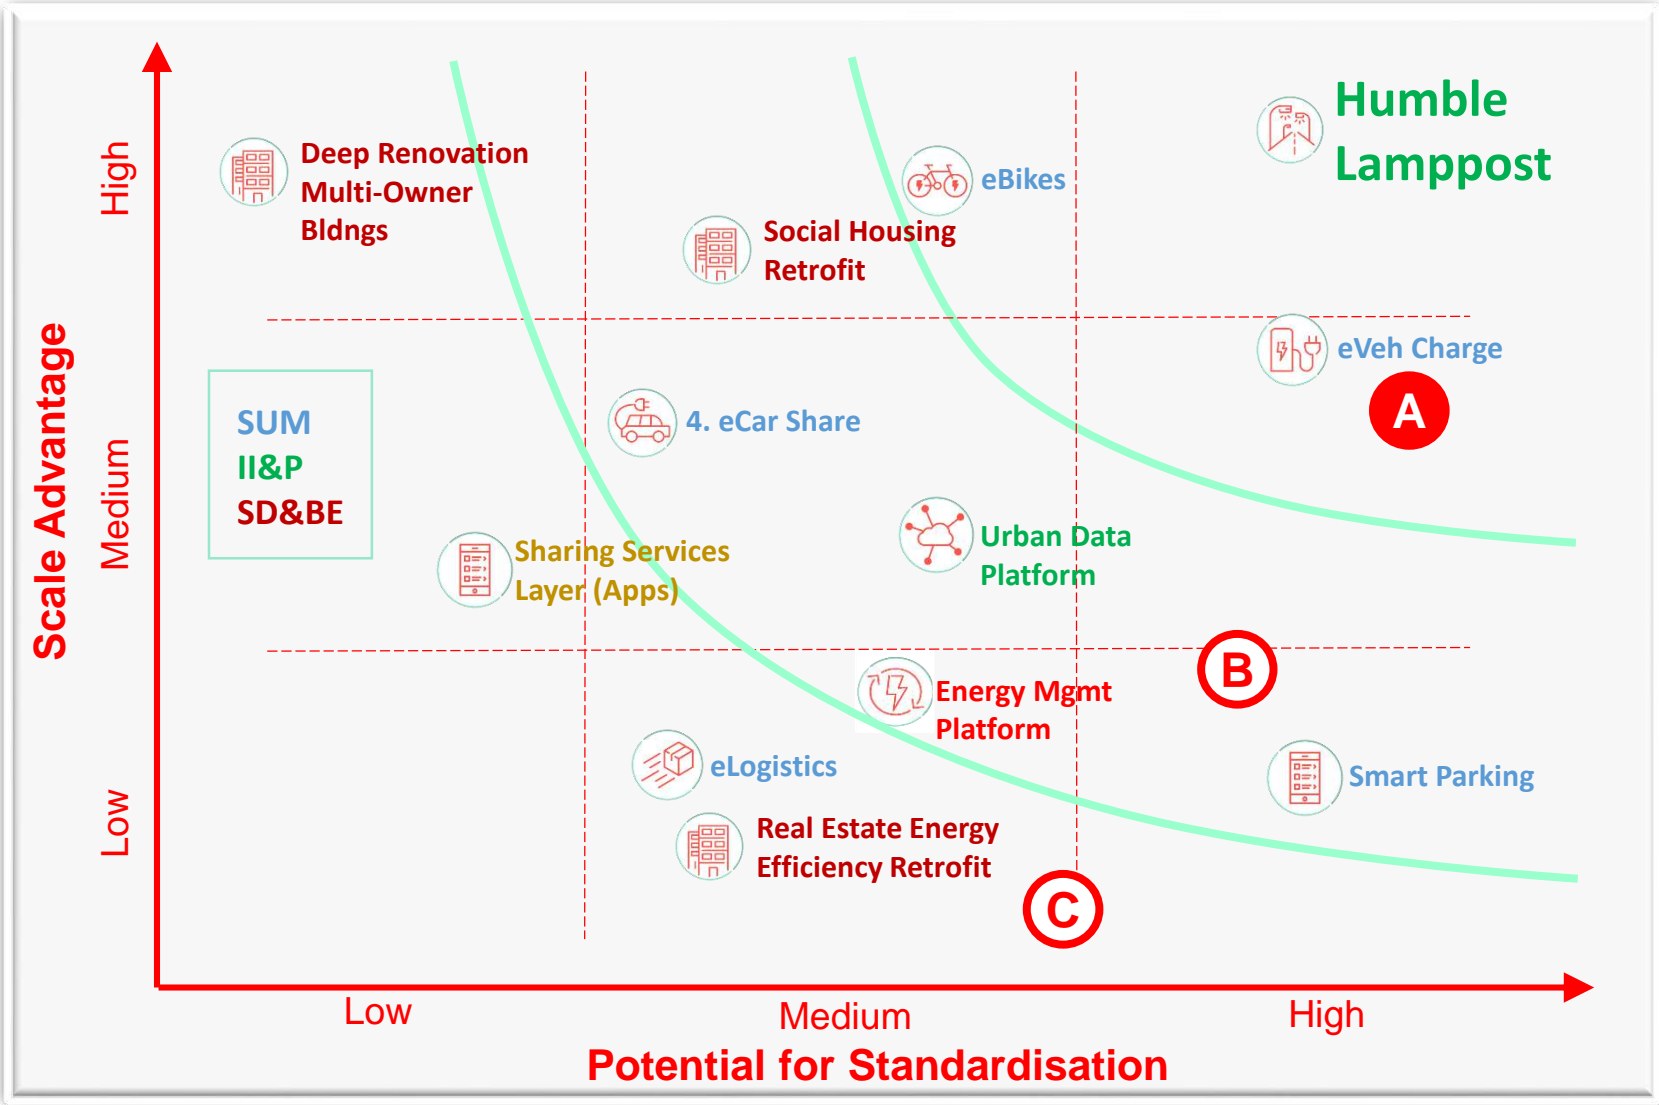 Humble
Lamppost
Deep Renovation
Multi-Owner
Bldngs
eBikes
Social Housing
Retrofit
High
eVeh Charge
A
SUM
II&P
SD&BE
4. eCar Share
Scale Advantage
Medium
Sharing Services
Layer (Apps)
Urban Data
Platform
B
Energy Mgmt
Platform
eLogistics
Smart Parking
Low
Real Estate Energy
Efficiency Retrofit
C
Low
Medium
High
Potential for Standardisation